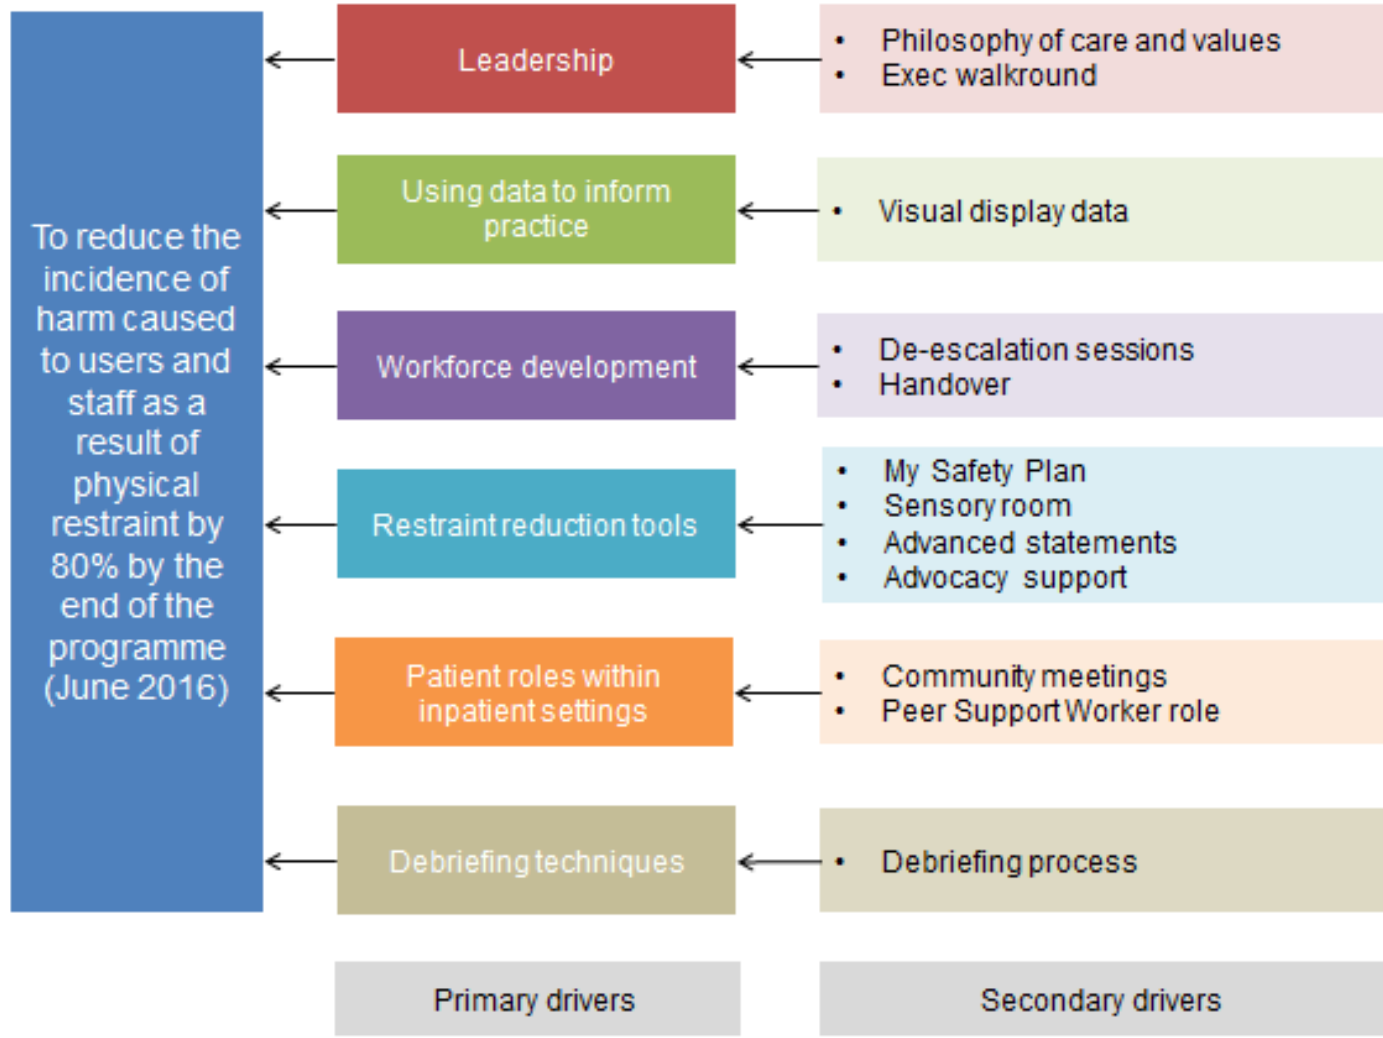 To reduce the
incidence of
harm caused
to users and
staff as a
result of
physical
restraint by
80% by the
end of the
programme
(June 2016)
Leadership
• Philosophy of care and values
• Exec walkround
Using data to inform
practice
• Visual display data
Workforce development
• De-escalation sessions
• Handover
Restraint reduction tools
• My Safety Plan
• Sensory room
• Advanced statements
• Advocacy support
Patient roles within
inpatient settings
• Community meetings
• Peer Support Worker role
Debriefing techniques
• Debriefing process
Primary drivers
Secondary drivers